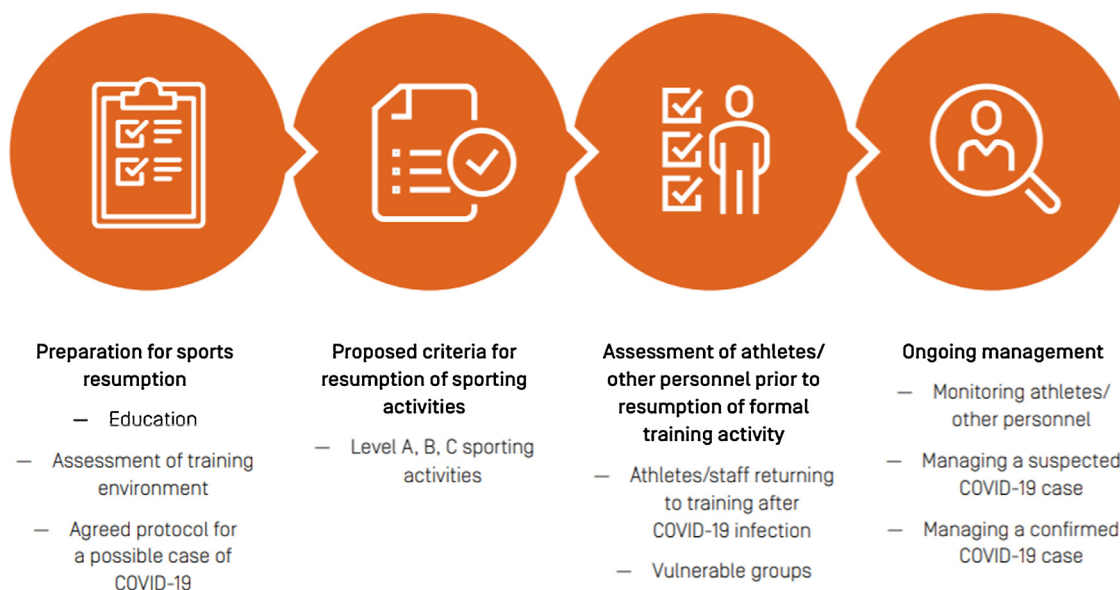 Preparation for sports
resumption
— Education
— Assessment of training
environment
— Agreed protocol for
a possible case of
COVID-19
Proposed criteria for
resumption of sporting
activities
— Level A, B, C sporting
activities
Assessment of athletes/
other personnel prior to
resumption of formal
training activity
— Athletes/staff returning
to training after
COVID-19 infection
— Vulnerable groups
Ongoing management
— Monitoring athletes/
other personnel
— Managing a suspected
COVID-19 case
— Managing a confirmed
COVID-19 case